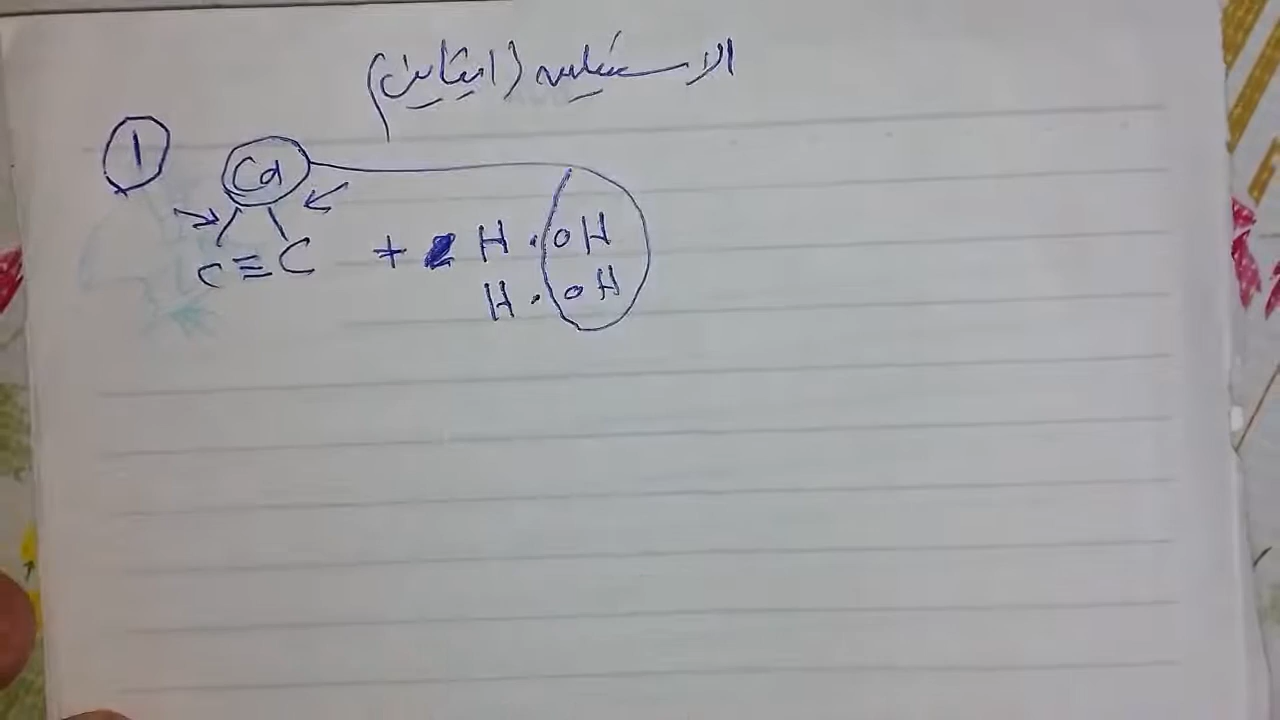 الاستيلين (ايثاين)
1
Ca
C≡C + 2 H . OH
H . OH